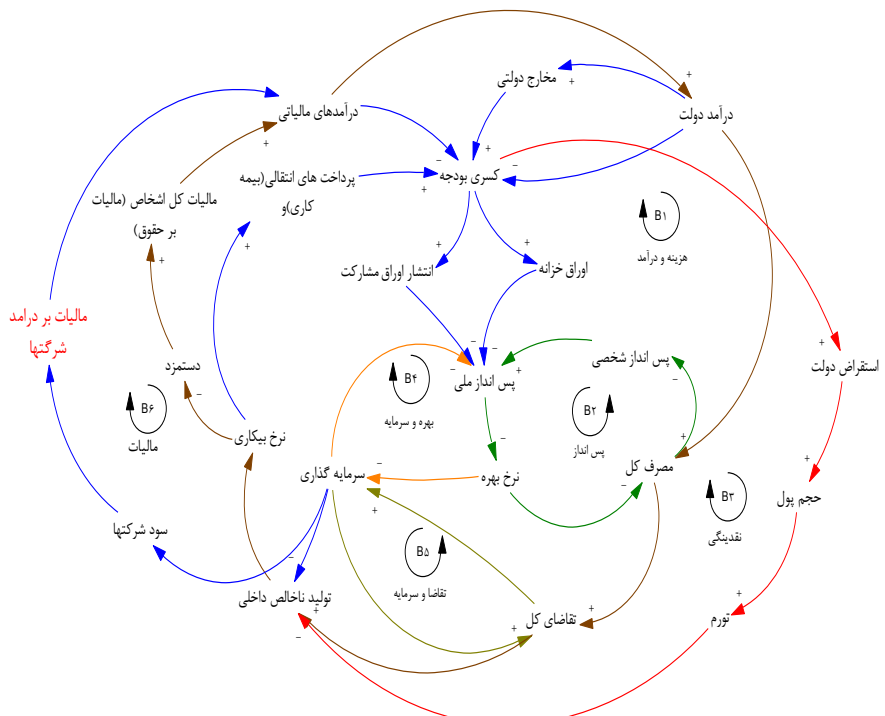 مخارج دولتی
درآمد دولت
درآمدهای مالیاتی
کسری بودجه
پرداخت های انتقالی(بیمه
کاری)و
مالیات کل اشخاص (مالیات
بر حقوق)
B۱
هزینه و درآمد
اوراق خزانه
انتشار اوراق مشارکت
مالیات بر درامد
شرگتها
استقراض دولت
پس انداز شخصی
پس انداز ملی
دستمزد
B۴
بهره و سرمایه
B۲
پس انداز
B۶
مالیات
نرخ بیکاری
مصرف کل
سرمایه گذاری
نرخ بهره
حجم پول
B۳
نقدینگی
سود شرکتها
B۵
تقاضا و سرمایه
تولید ناخالص داخلی
تقاضای کل
تورم